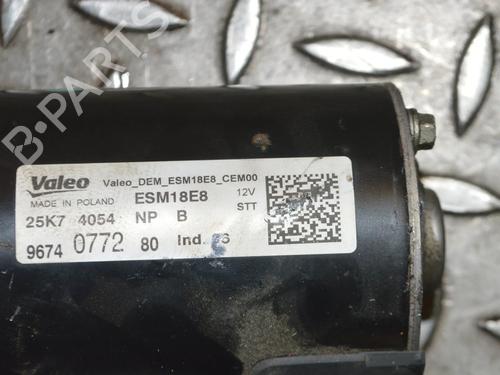 B-PARTS
Valeo Valeo_DEM_ESM18E8_CEM00
MADE IN POLAND ESM18E8 12V
25K7 4054 NP B STT
9674 0772 80 Ind.